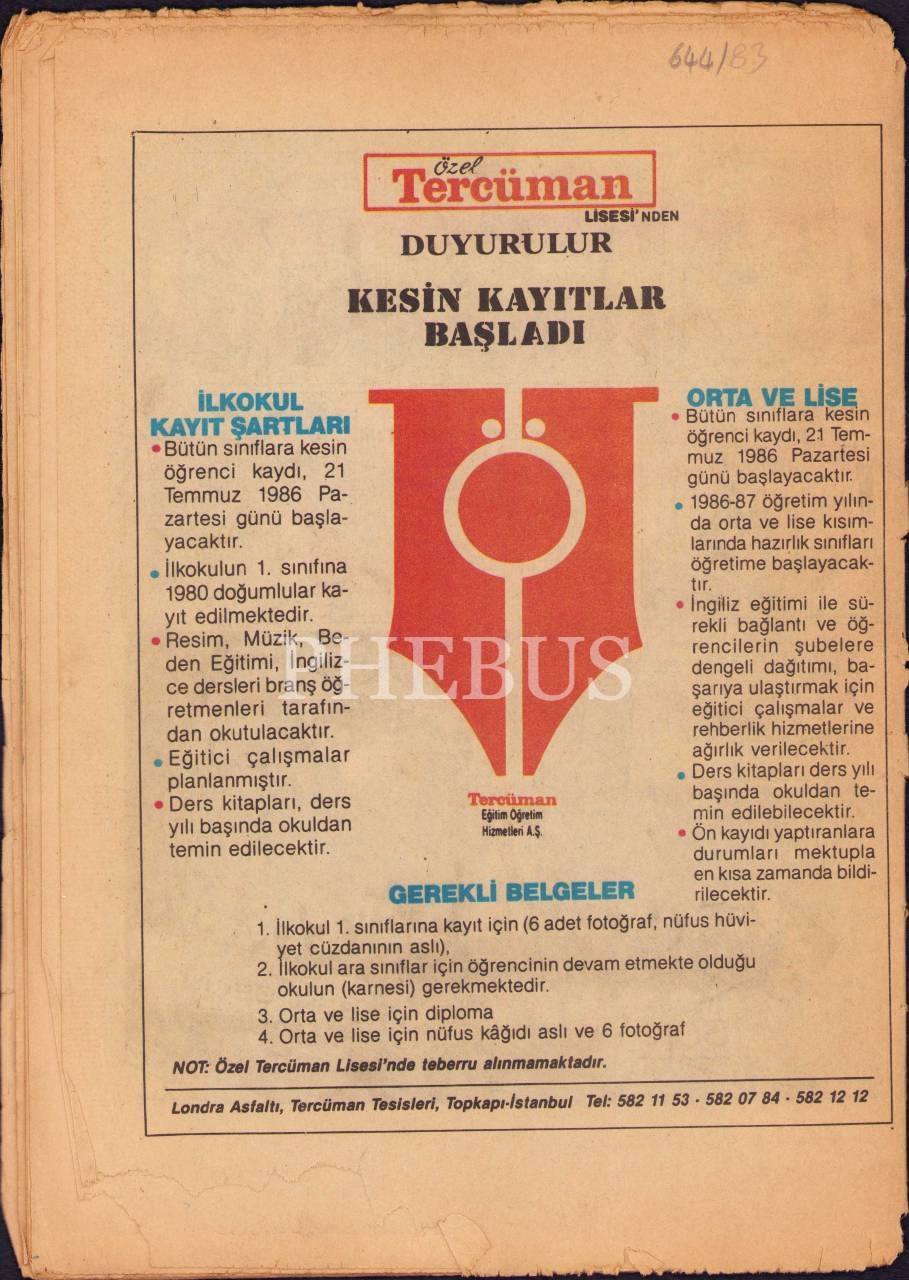 644/83
Özel
Tercüman
LİSESİ'NDEN
DUYURULUR
KESİN KAYITLAR
BAŞLADI
İLKOKUL
KAYIT ŞARTLARI
• Bütün sınıflara kesin
öğrenci kaydı, 21
Temmuz 1986 Pa-
zartesi günü başla-
yacaktır.
• İlkokulun 1. sınıfına
1980 doğumlular ka-
yıt edilmektedir.
• Resim, Müzik, Be-
den Eğitimi, İngiliz-
ce dersleri branş öğ-
retmenleri tarafın-
dan okutulacaktır.
• Eğitici çalışmalar
planlanmıştır.
• Ders kitapları, ders
yılı başında okuldan
temin edilecektir.
ORTA VE LİSE
• Bütün sınıflara kesin
öğrenci kaydı, 21 Tem-
muz 1986 Pazartesi
günü başlayacaktır.
• 1986-87 öğretim yılın-
da orta ve lise kısım-
larında hazırlık sınıfları
öğretime başlayacak-
tır.
• İngiliz eğitimi ile sü-
rekli bağlantı ve öğ-
rencilerin şubelere
dengeli dağıtımı, ba-
şarıya ulaştırmak için
eğitici çalışmalar ve
rehberlik hizmetlerine
ağırlık verilecektir.
• Ders kitapları ders yılı
başında okuldan te-
min edilebilecektir.
• Ön kayıdı yaptıranlara
durumları mektupla
en kısa zamanda bildi-
rilecektir.
PHEBUS
Tercüman
Eğitim Öğretim
Hizmetleri A.Ş.
GEREKLİ BELGELER
1. İlkokul 1. sınıflarına kayıt için (6 adet fotoğraf, nüfus hüvi-
yet cüzdanının aslı),
2. İlkokul ara sınıflar için öğrencinin devam etmekte olduğu
okulun (karnesi) gerekmektedir.
3. Orta ve lise için diploma
4. Orta ve lise için nüfus kâğıdı aslı ve 6 fotoğraf
NOT: Özel Tercüman Lisesi'nde teberru alınmamaktadır.
Londra Asfaltı, Tercüman Tesisleri, Topkapı-İstanbul Tel: 582 11 53 - 582 07 84 - 582 12 12